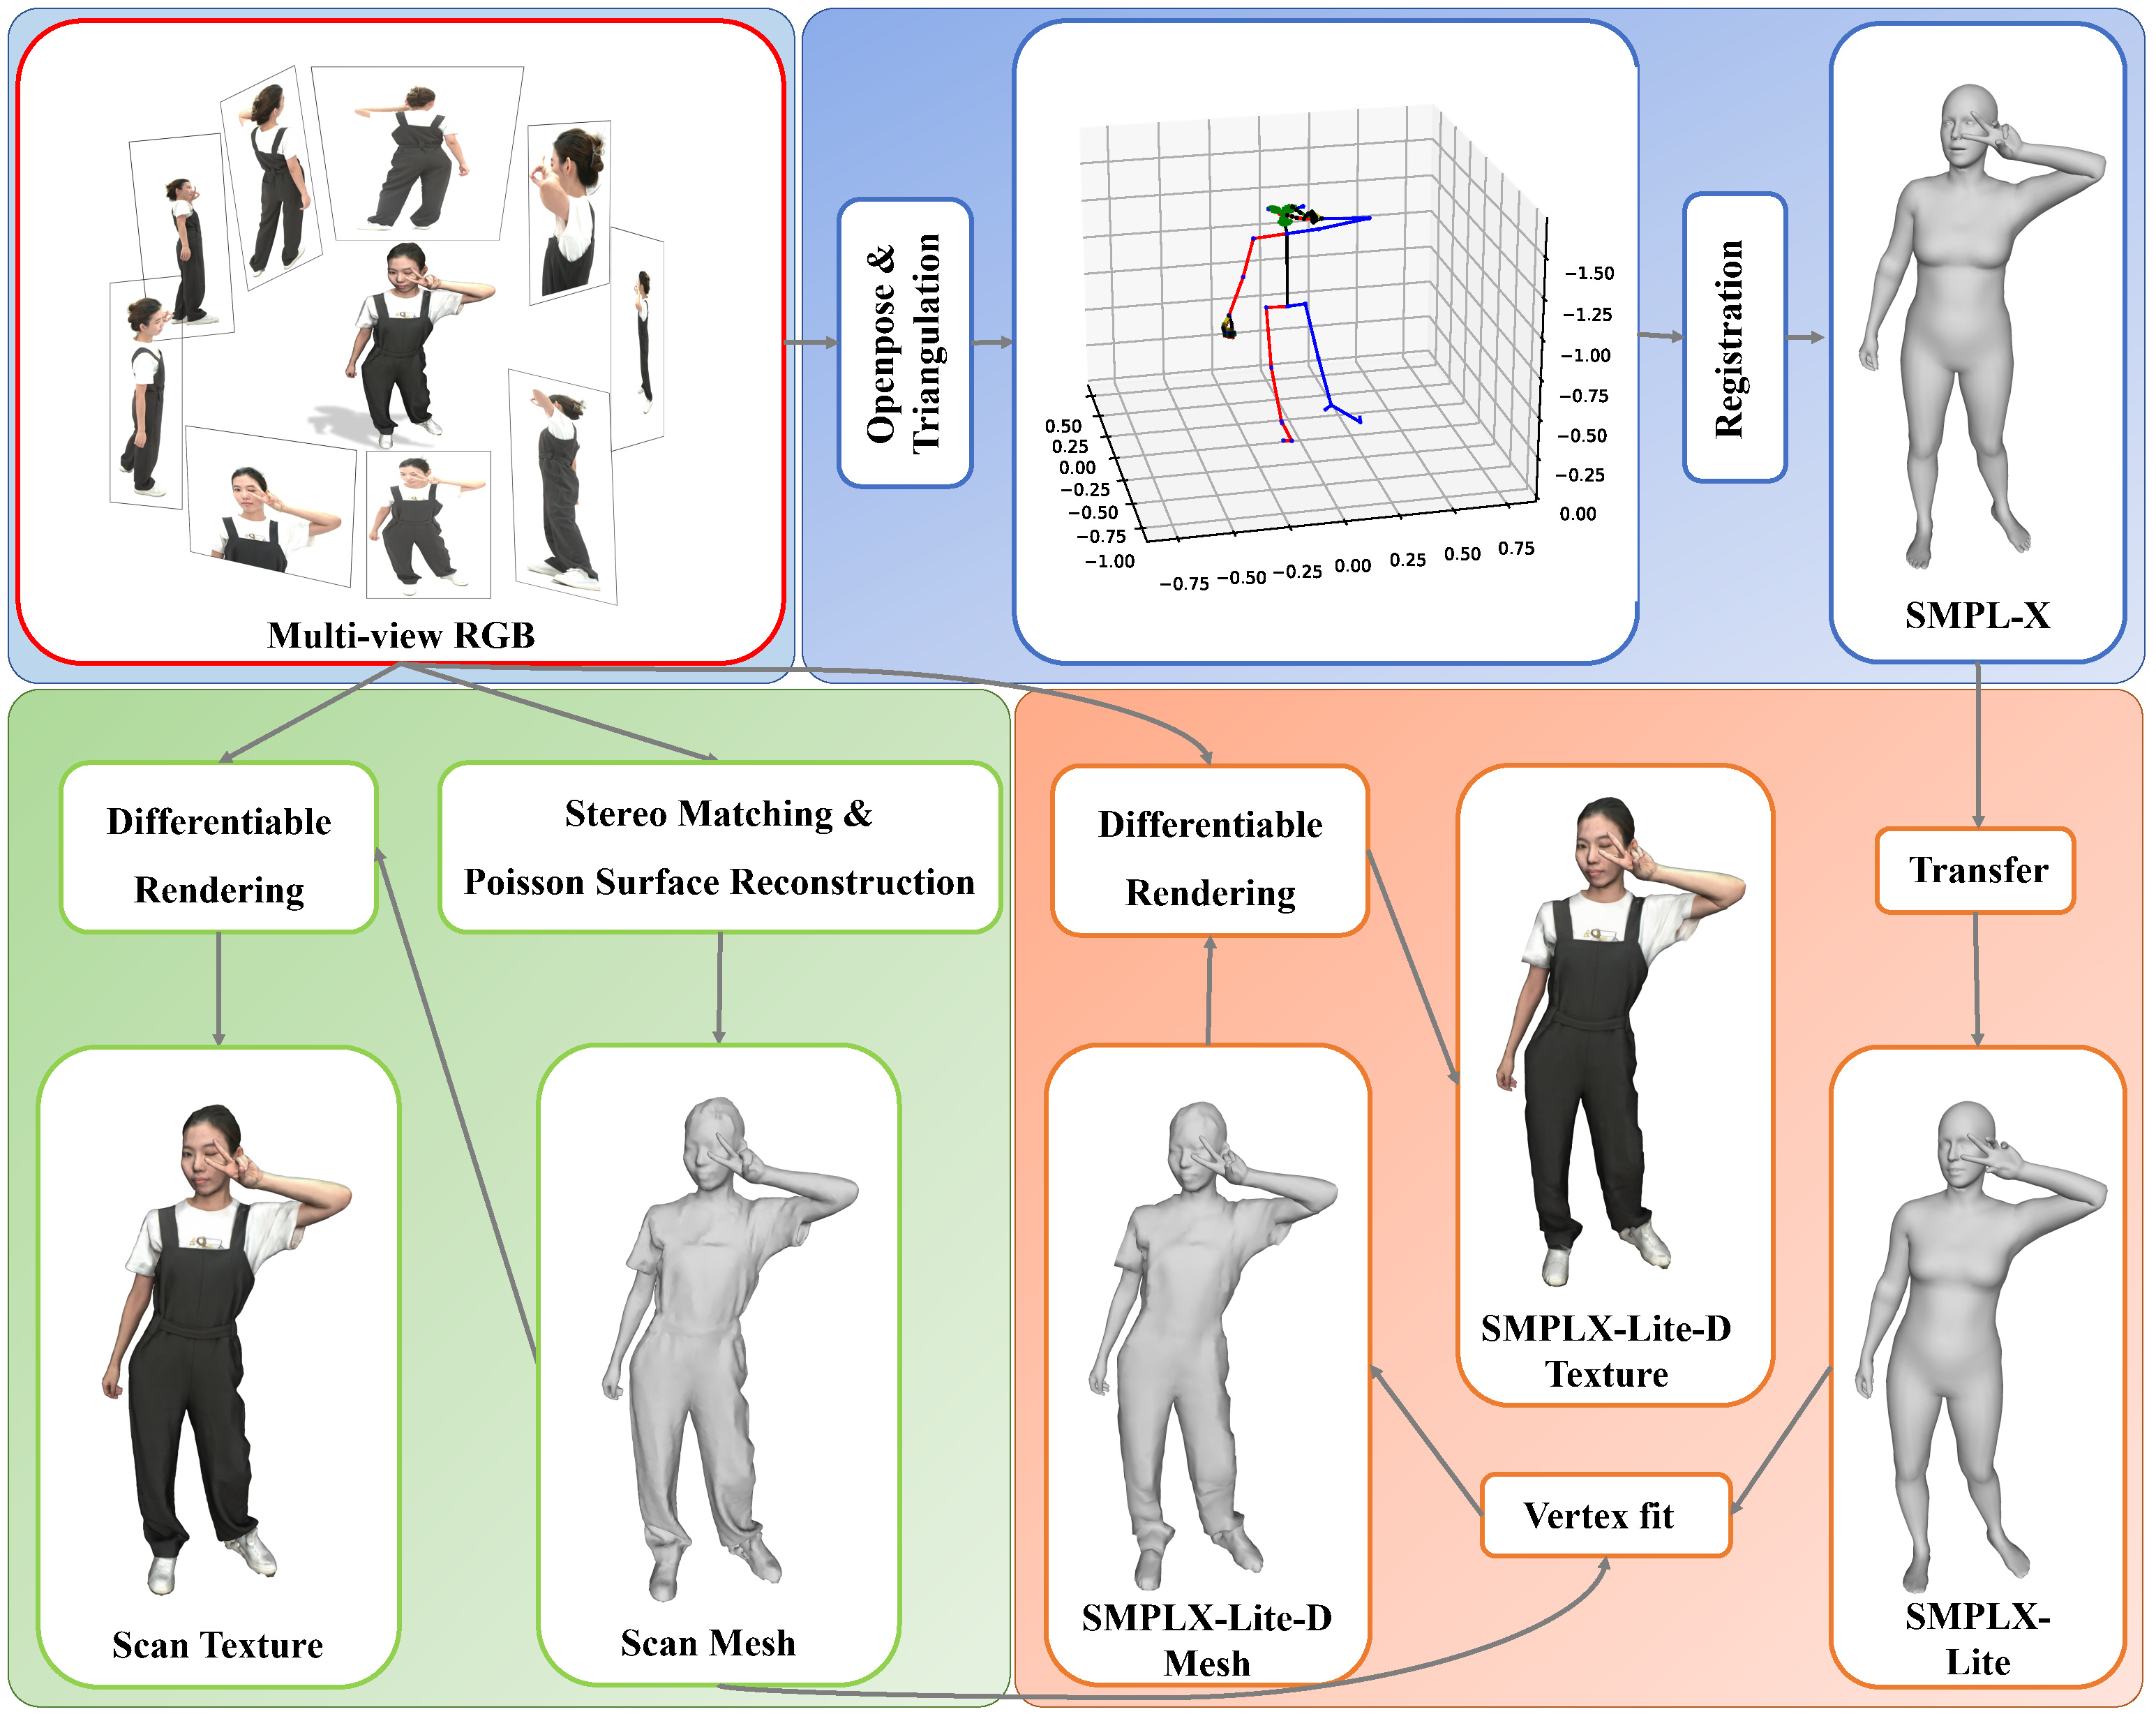 Multi-view RGB
Openpose &
Triangulation
0.50
0.25
0.00
−0.25
−0.50
−0.75
−1.00
−0.75
−0.50
−0.25
0.00
0.25
0.50
0.75
−1.50
−1.25
−1.00
−0.75
−0.50
−0.25
0.00
Registration
SMPL-X
Differentiable
Rendering
Stereo Matching &
Poisson Surface Reconstruction
Scan Texture
Scan Mesh
Differentiable
Rendering
SMPLX-Lite-D
Texture
Transfer
SMPLX-Lite-D
Mesh
Vertex fit
SMPLX-
Lite